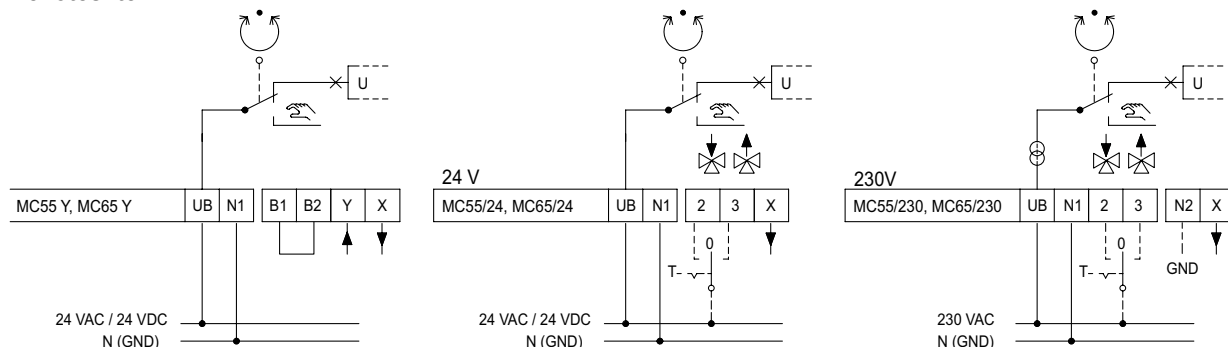 U
MC55 Y, MC65 Y
UB
N1
B1
B2
Y
X
24 VAC / 24 VDC
N (GND)
U
24 V
MC55/24, MC65/24
UB
N1
2
3
X
0
T
24 VAC / 24 VDC
N (GND)
U
230V
MC55/230, MC65/230
UB
N1
2
3
N2
X
0
T
GND
230 VAC
N (GND)